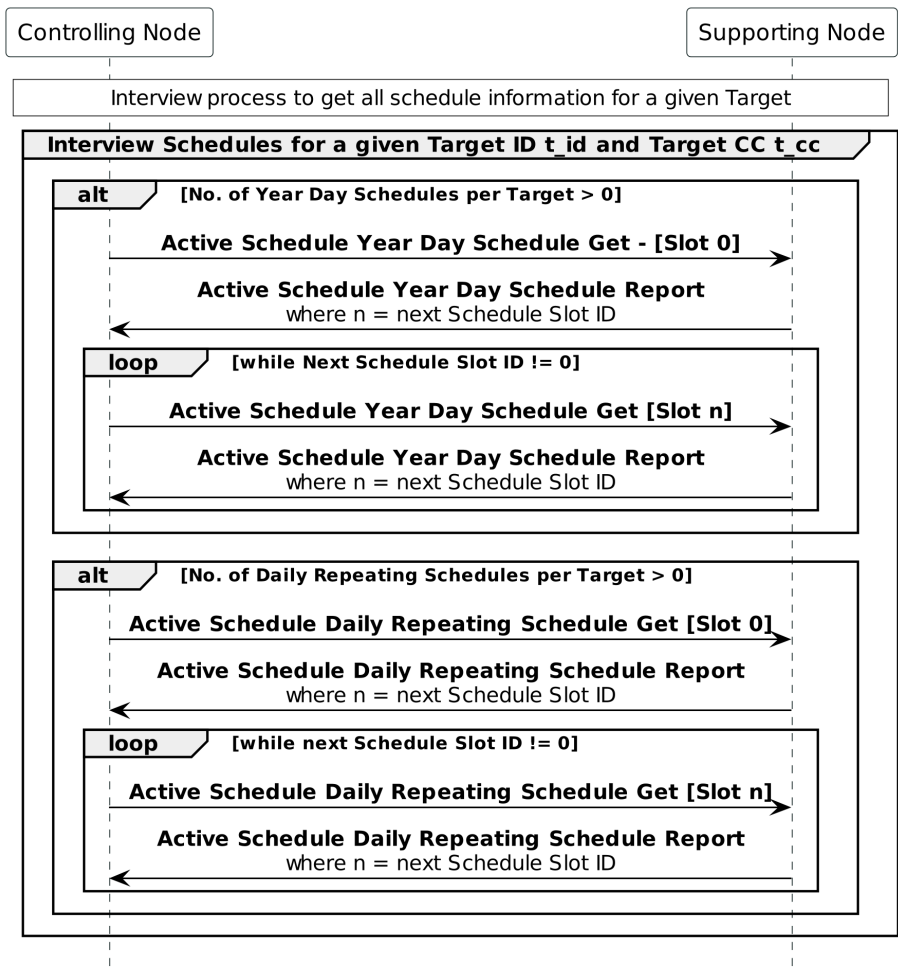 Controlling Node
Supporting Node
Interview process to get all schedule information for a given Target
Interview Schedules for a given Target ID t_id and Target CC t_cc
alt
[No. of Year Day Schedules per Target > 0]
Active Schedule Year Day Schedule Get - [Slot 0]
Active Schedule Year Day Schedule Report
where n = next Schedule Slot ID
loop
[while Next Schedule Slot ID != 0]
Active Schedule Year Day Schedule Get [Slot n]
Active Schedule Year Day Schedule Report
where n = next Schedule Slot ID
alt
[No. of Daily Repeating Schedules per Target > 0]
Active Schedule Daily Repeating Schedule Get [Slot 0]
Active Schedule Daily Repeating Schedule Report
where n = next Schedule Slot ID
loop
[while next Schedule Slot ID != 0]
Active Schedule Daily Repeating Schedule Get [Slot n]
Active Schedule Daily Repeating Schedule Report
where n = next Schedule Slot ID